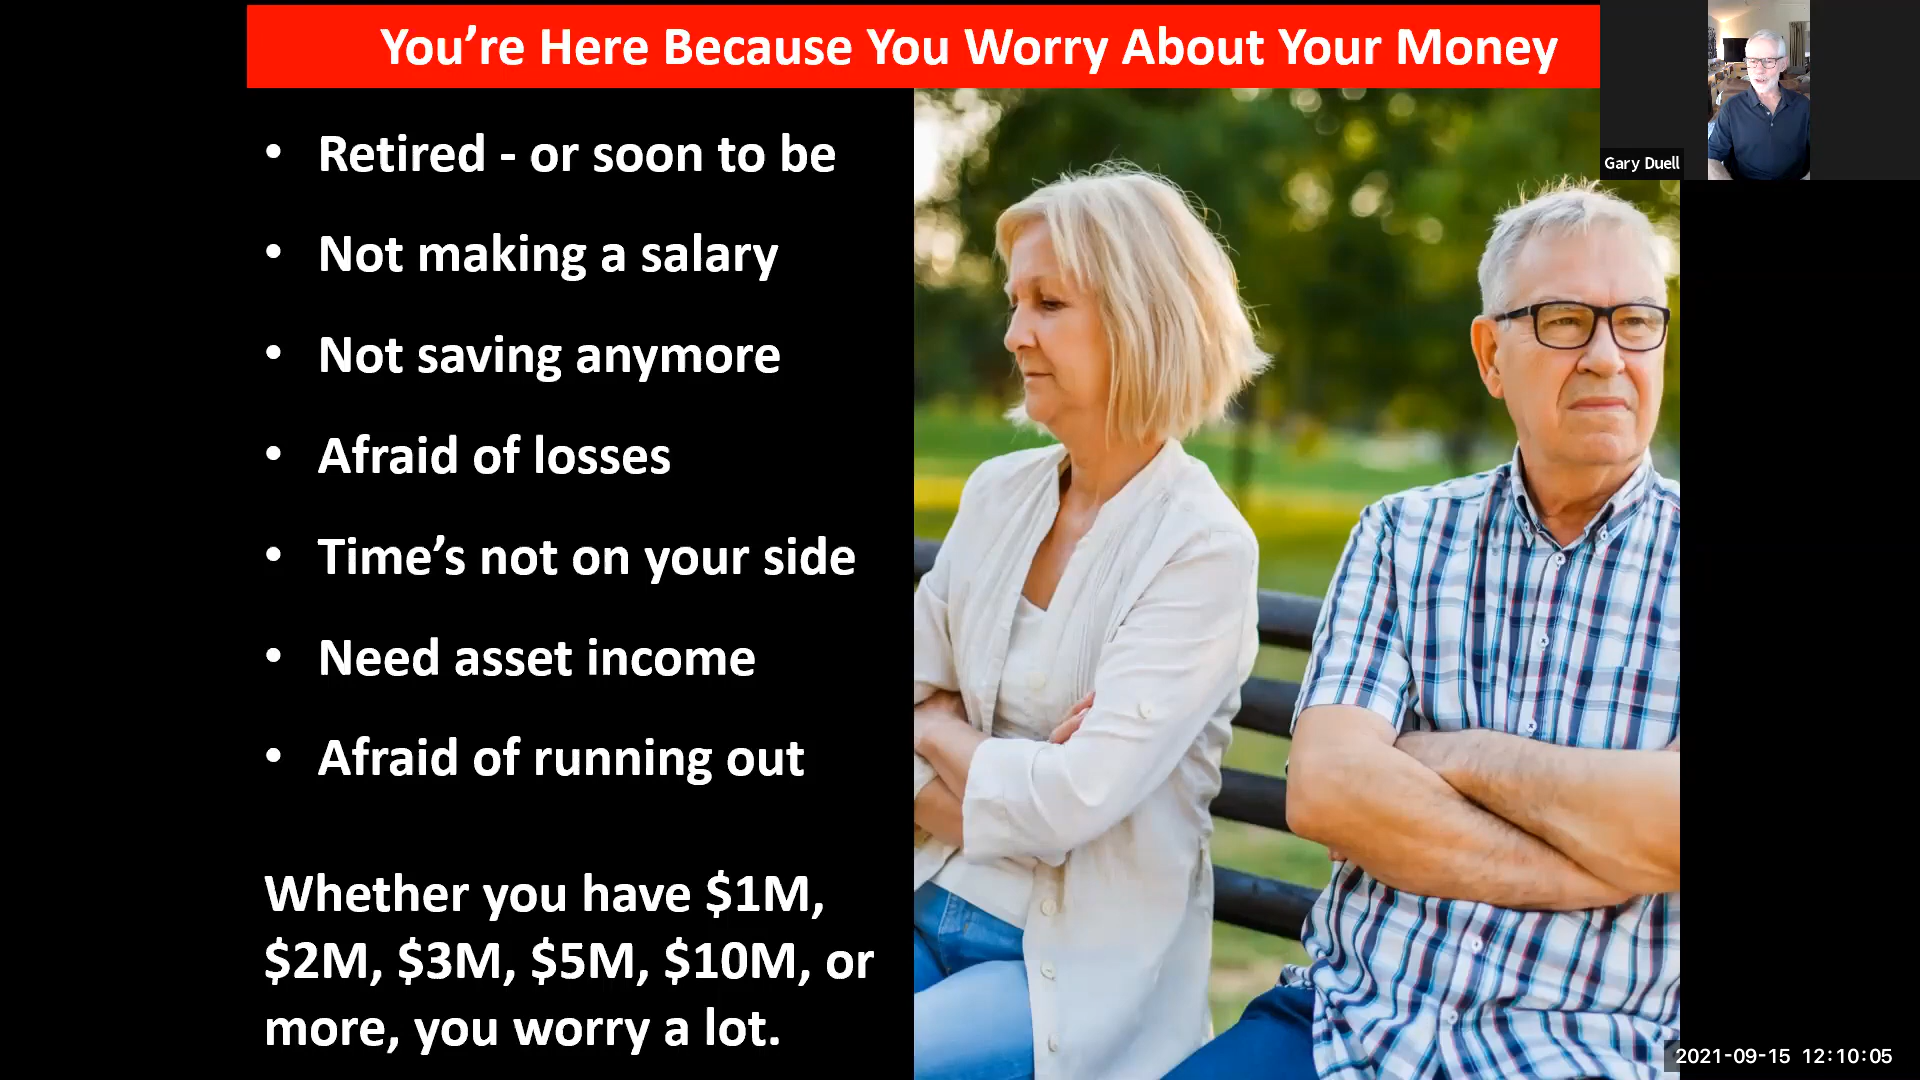 You’re Here Because You Worry About Your Money
Gary Duell
• Retired - or soon to be
• Not making a salary
• Not saving anymore
• Afraid of losses
• Time’s not on your side
• Need asset income
• Afraid of running out
Whether you have $1M,
$2M, $3M, $5M, $10M, or
more, you worry a lot.
2021-09-15 12:10:05